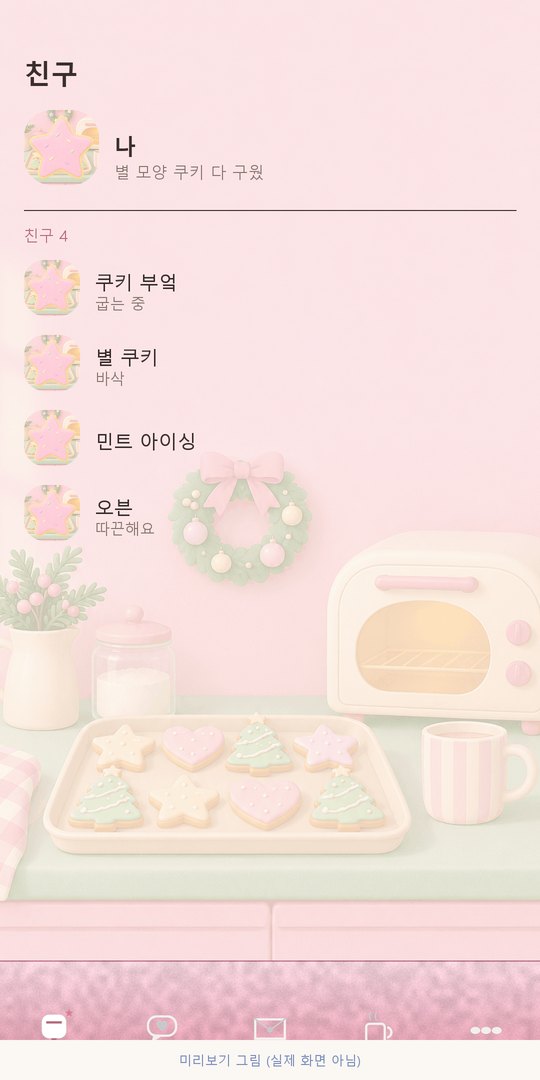 친구
나
별 모양 쿠키 다 구웠
친구 4
쿠키 부엌
굽는 중
별 쿠키
바삭
민트 아이싱
오븐
따끈해요
미리보기 그림 (실제 화면 아님)